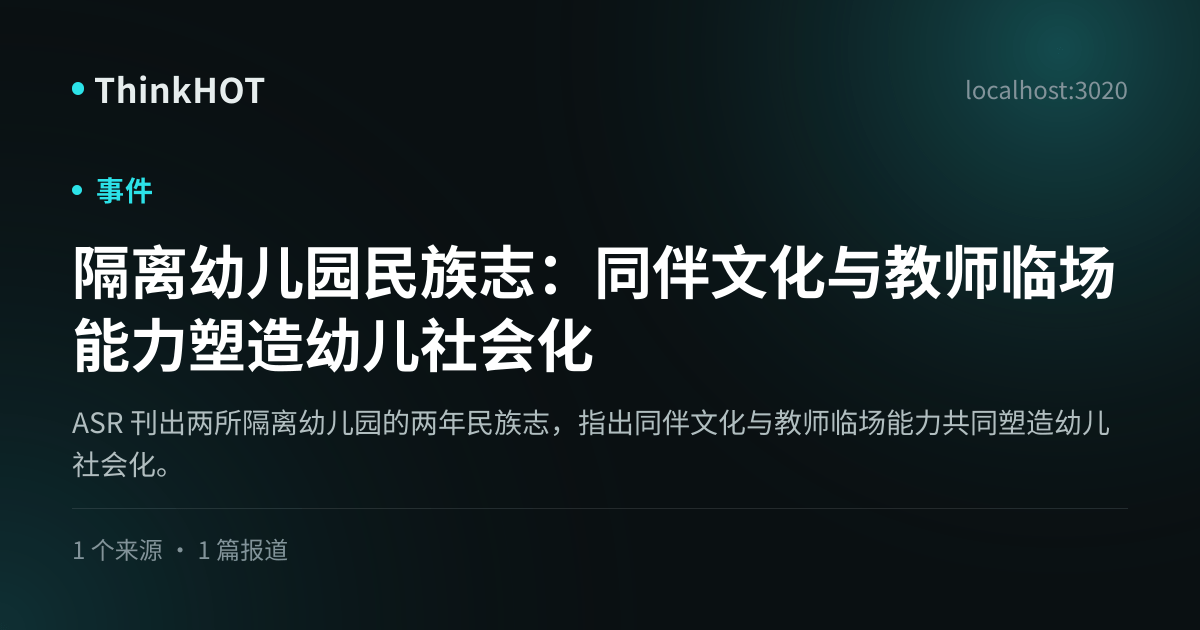 ThinkHOT
localhost:3020
事件
隔离幼儿园民族志：同伴文化与教师临场
能力塑造幼儿社会化
ASR 刊出两所隔离幼儿园的两年民族志，指出同伴文化与教师临场能力共同塑造幼儿
社会化。
1 个来源 · 1 篇报道